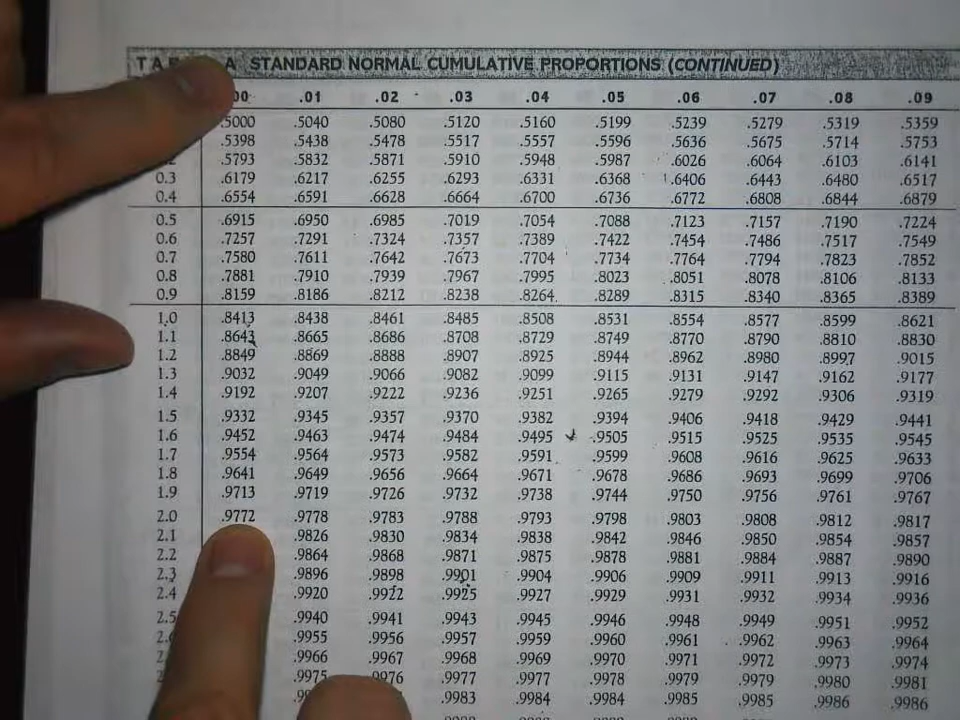 A STANDARD NORMAL CUMULATIVE PROPORTIONS (CONTINUED)
.01 .02 .03 .04 .05 .06 .07 .08 .09
.5000 .5040 .5080 .5120 .5160 .5199 .5239 .5279 .5319 .5359
.5398 .5438 .5478 .5517 .5557 .5596 .5636 .5675 .5714 .5753
.5793 .5832 .5871 .5910 .5948 .5987 .6026 .6064 .6103 .6141
0.3 .6179 .6217 .6255 .6293 .6331 .6368 .6406 .6443 .6480 .6517
0.4 .6554 .6591 .6628 .6664 .6700 .6736 .6772 .6808 .6844 .6879
0.5 .6915 .6950 .6985 .7019 .7054 .7088 .7123 .7157 .7190 .7224
0.6 .7257 .7291 .7324 .7357 .7389 .7422 .7454 .7486 .7517 .7549
0.7 .7580 .7611 .7642 .7673 .7704 .7734 .7764 .7794 .7823 .7852
0.8 .7881 .7910 .7939 .7967 .7995 .8023 .8051 .8078 .8106 .8133
0.9 .8159 .8186 .8212 .8238 .8264 .8289 .8315 .8340 .8365 .8389
1.0 .8413 .8438 .8461 .8485 .8508 .8531 .8554 .8577 .8599 .8621
1.1 .8643 .8665 .8686 .8708 .8729 .8749 .8770 .8790 .8810 .8830
1.2 .8849 .8869 .8888 .8907 .8925 .8944 .8962 .8980 .8997 .9015
1.3 .9032 .9049 .9066 .9082 .9099 .9115 .9131 .9147 .9162 .9177
1.4 .9192 .9207 .9222 .9236 .9251 .9265 .9279 .9292 .9306 .9319
1.5 .9332 .9345 .9357 .9370 .9382 .9394 .9406 .9418 .9429 .9441
1.6 .9452 .9463 .9474 .9484 .9495 .9505 .9515 .9525 .9535 .9545
1.7 .9554 .9564 .9573 .9582 .9591 .9599 .9608 .9616 .9625 .9633
1.8 .9641 .9649 .9656 .9664 .9671 .9678 .9686 .9693 .9699 .9706
1.9 .9713 .9719 .9726 .9732 .9738 .9744 .9750 .9756 .9761 .9767
2.0 .9772 .9778 .9783 .9788 .9793 .9798 .9803 .9808 .9812 .9817
2.1 .9826 .9830 .9834 .9838 .9842 .9846 .9850 .9854 .9857
2.2 .9864 .9868 .9871 .9875 .9878 .9881 .9884 .9887 .9890
2.3 .9896 .9898 .9901 .9904 .9906 .9909 .9911 .9913 .9916
2.4 .9920 .9922 .9925 .9927 .9929 .9931 .9932 .9934 .9936
2.5 .9940 .9941 .9943 .9945 .9946 .9948 .9949 .9951 .9952
.9955 .9956 .9957 .9959 .9960 .9961 .9962 .9963 .9964
.9966 .9967 .9968 .9969 .9970 .9971 .9972 .9973 .9974
.9975 .9976 .9977 .9977 .9978 .9979 .9979 .9980 .9981
.9983 .9984 .9984 .9985 .9985 .9986 .9986